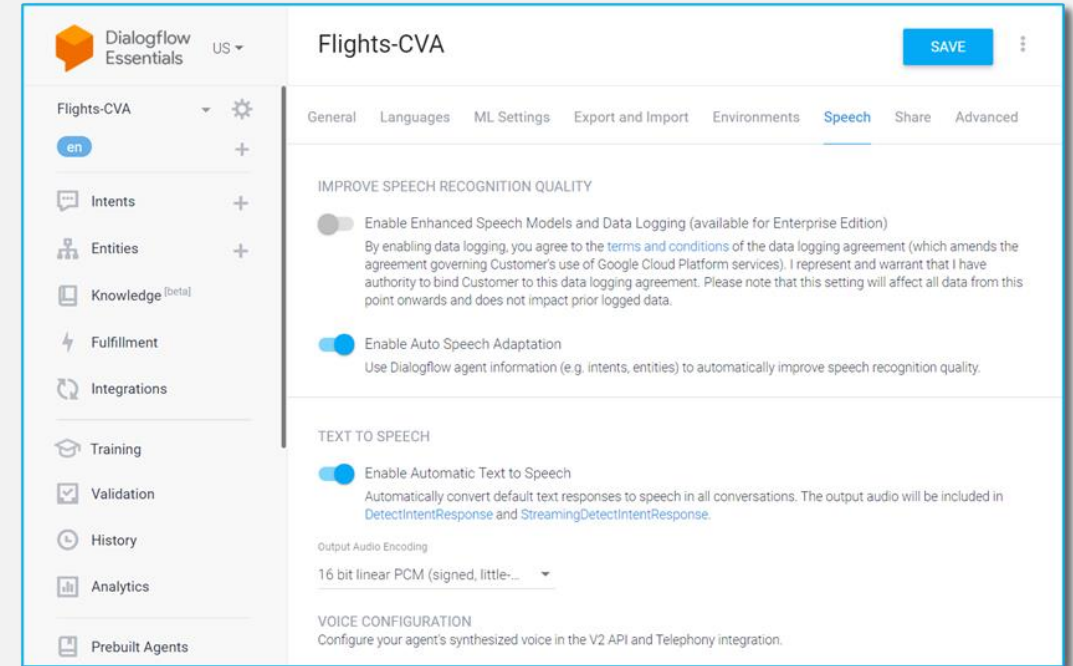 Dialogflow
Essentials
US
Flights-CVA
SAVE
Flights-CVA
en
Intents
Entities
Knowledge [beta]
Fulfillment
Integrations
Training
Validation
History
Analytics
Prebuilt Agents
General Languages ML Settings Export and Import Environments Speech Share Advanced
IMPROVE SPEECH RECOGNITION QUALITY
Enable Enhanced Speech Models and Data Logging (available for Enterprise Edition)
By enabling data logging, you agree to the terms and conditions of the data logging agreement (which amends the
agreement governing Customer's use of Google Cloud Platform services). I represent and warrant that I have
authority to bind Customer to this data logging agreement. Please note that this setting will affect all data from this
point onwards and does not impact prior logged data.
Enable Auto Speech Adaptation
Use Dialogflow agent information (e.g. intents, entities) to automatically improve speech recognition quality.
TEXT TO SPEECH
Enable Automatic Text to Speech
Automatically convert default text responses to speech in all conversations. The output audio will be included in
DetectIntentResponse and StreamingDetectIntentResponse.
Output Audio Encoding
16 bit linear PCM (signed, little-...
VOICE CONFIGURATION
Configure your agent's synthesized voice in the V2 API and Telephony integration.